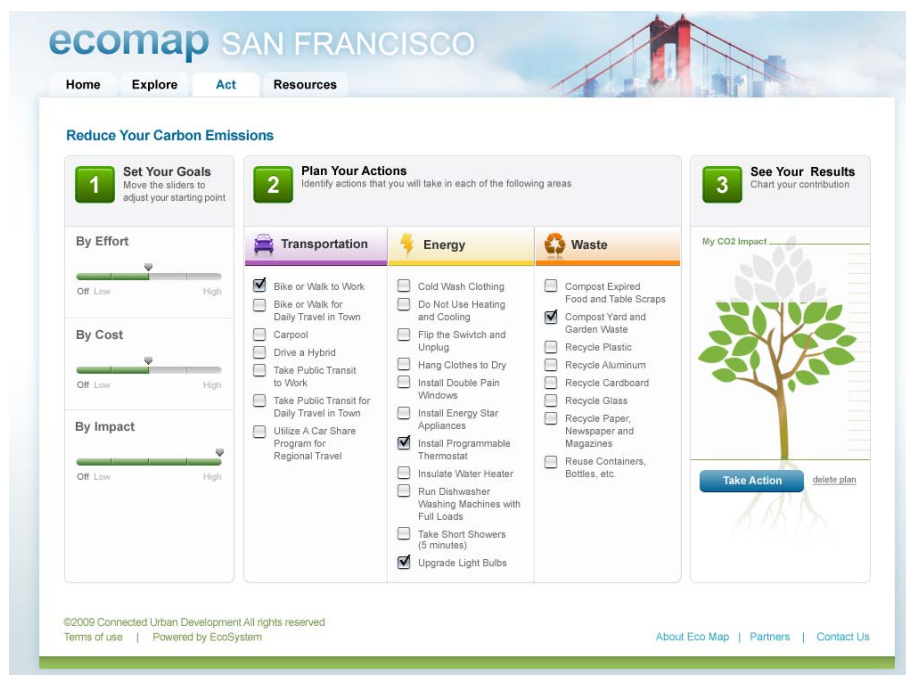 ecomap SAN FRANCISCO
Home Explore Act Resources
Reduce Your Carbon Emissions
1
Set Your Goals
Move the sliders to
adjust your starting point
By Effort
Off Low High
By Cost
Off Low High
By Impact
Off Low High
2
Plan Your Actions
Identify actions that you will take in each of the following areas
Transportation
Bike or Walk to Work
Bike or Walk for
Daily Travel in Town
Carpool
Drive a Hybrid
Take Public Transit
to Work
Take Public Transit for
Daily Travel in Town
Utilize A Car Share
Program for
Regional Travel
Energy
Cold Wash Clothing
Do Not Use Heating
and Cooling
Flip the Swivtch and
Unplug
Hang Clothes to Dry
Install Double Pain
Windows
Install Energy Star
Appliances
Install Programmable
Thermostat
Insulate Water Heater
Run Dishwasher
Washing Machines with
Full Loads
Take Short Showers
(5 minutes)
Upgrade Light Bulbs
Waste
Compost Expired
Food and Table Scraps
Compost Yard and
Garden Waste
Recycle Plastic
Recycle Aluminum
Recycle Cardboard
Recycle Glass
Recycle Paper,
Newspaper and
Magazines
Reuse Containers,
Bottles, etc.
3
See Your Results
Chart your contribution
My CO2 Impact
Take Action delete plan
©2009 Connected Urban Development All rights reserved
Terms of use | Powered by EcoSystem
About Eco Map | Partners | Contact Us